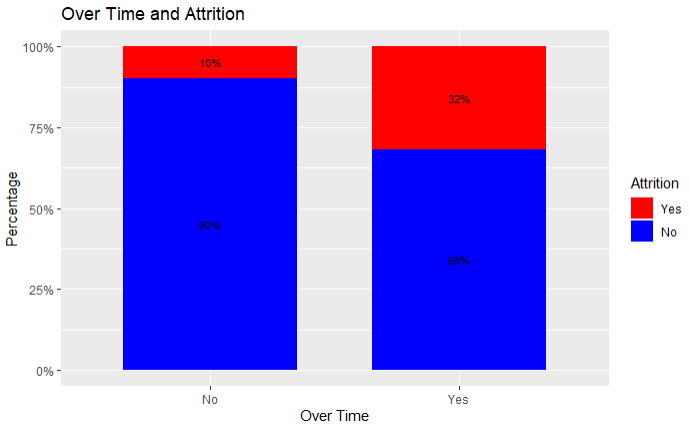 Over Time and Attrition
100%
75%
50%
25%
0%
Percentage
10%
90%
32%
68%
No
Yes
Over Time
Attrition
Yes
No